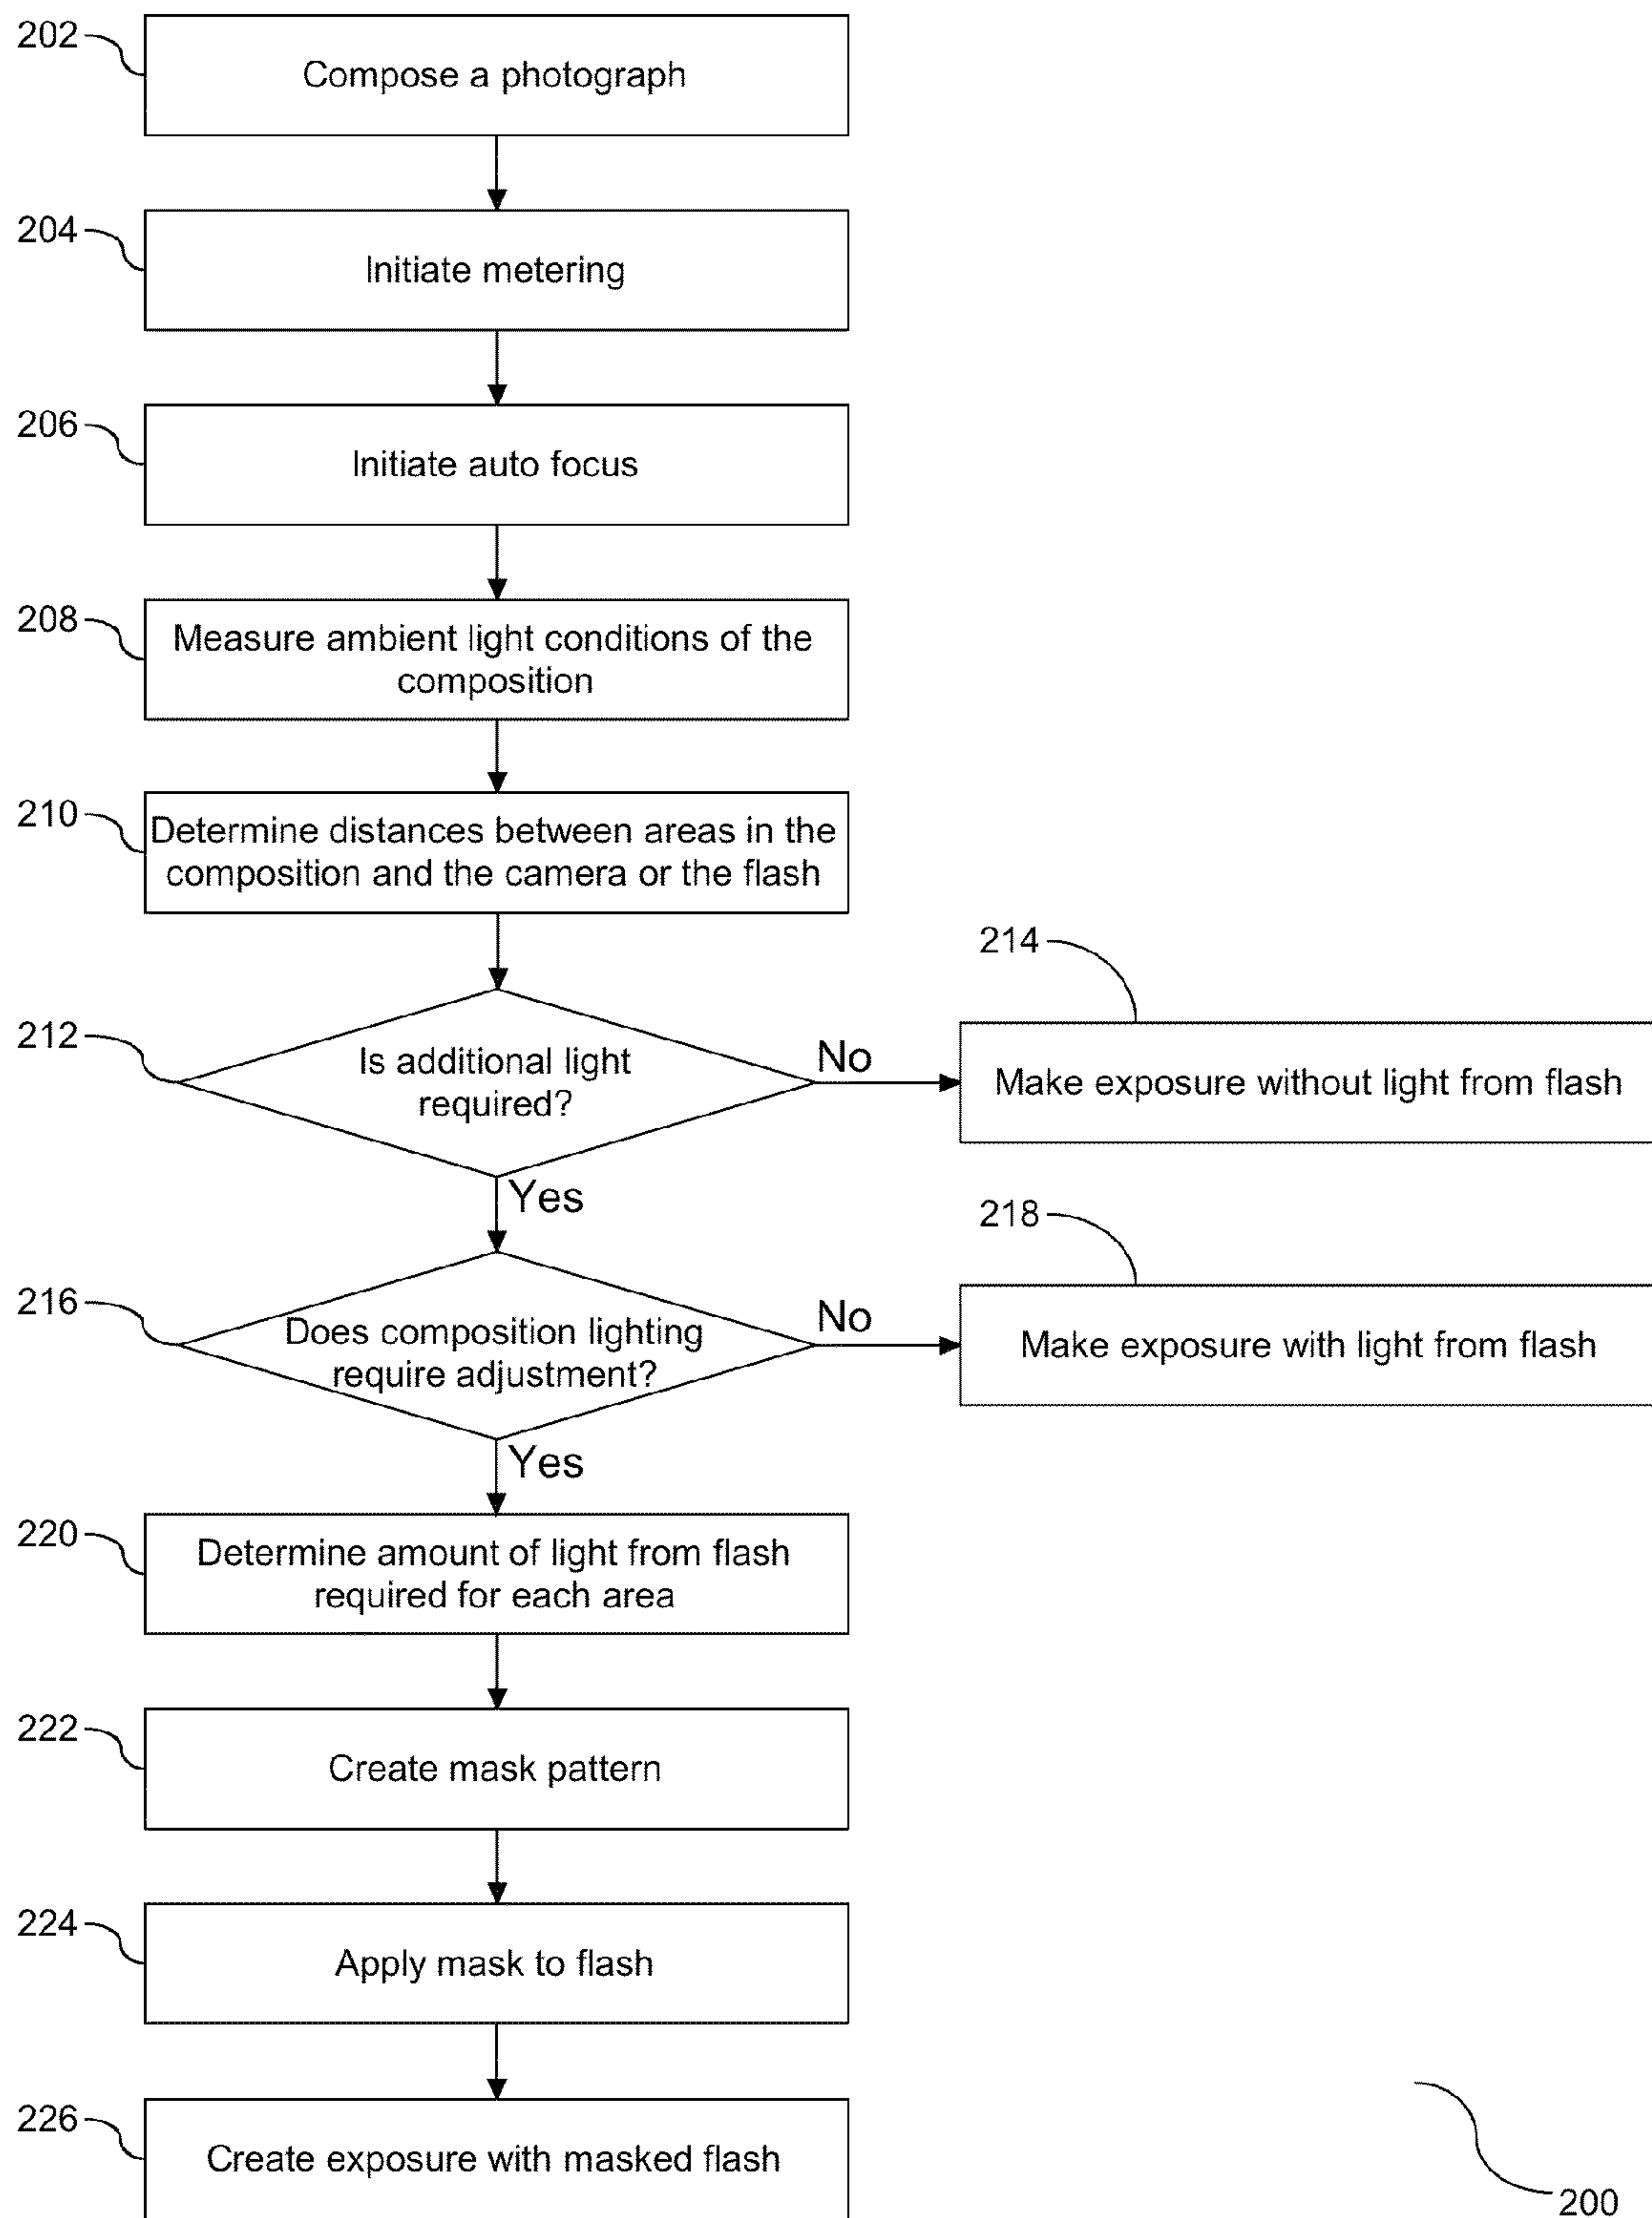 202
Compose a photograph
204
Initiate metering
206
Initiate auto focus
208
Measure ambient light conditions of the
composition
210
Determine distances between areas in the
composition and the camera or the flash
212
Is additional light
required?
No
214
Make exposure without light from flash
Yes
216
Does composition lighting
require adjustment?
No
218
Make exposure with light from flash
Yes
220
Determine amount of light from flash
required for each area
222
Create mask pattern
224
Apply mask to flash
226
Create exposure with masked flash
200